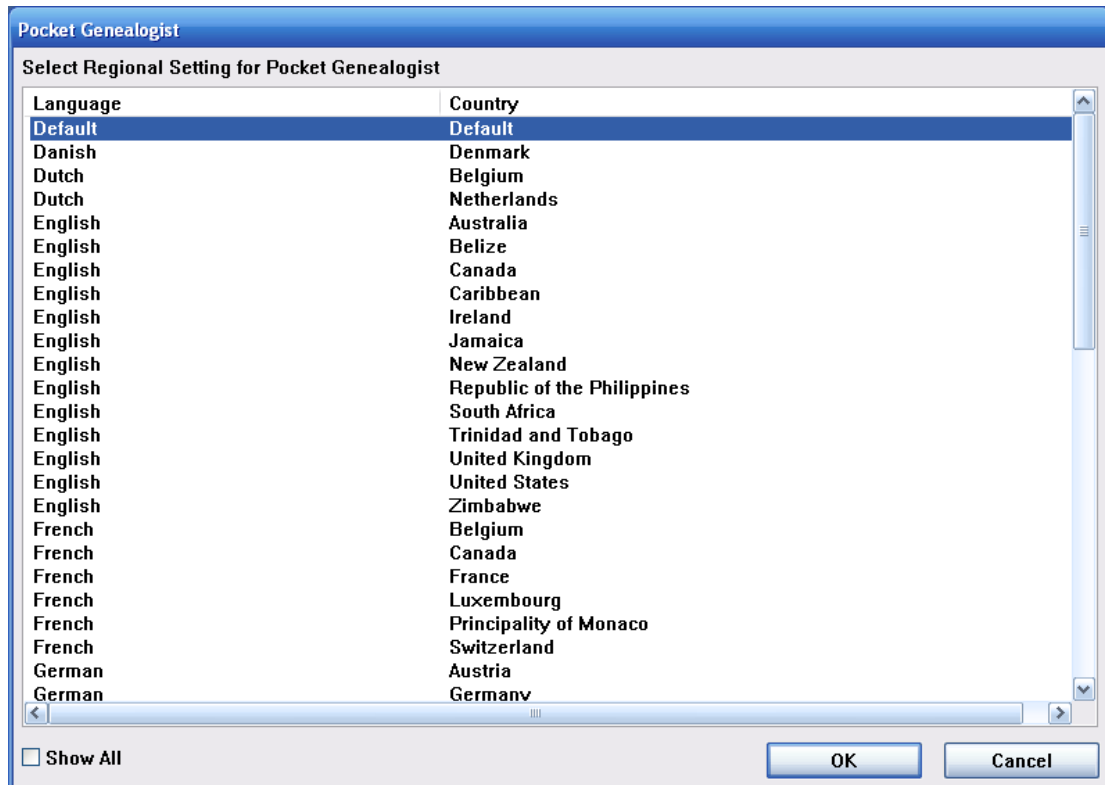 Pocket Genealogist
Select Regional Setting for Pocket Genealogist
Language Country
Default Default
Danish Denmark
Dutch Belgium
Dutch Netherlands
English Australia
English Belize
English Canada
English Caribbean
English Ireland
English Jamaica
English New Zealand
English Republic of the Philippines
English South Africa
English Trinidad and Tobago
English United Kingdom
English United States
English Zimbabwe
French Belgium
French Canada
French France
French Luxembourg
French Principality of Monaco
French Switzerland
German Austria
German Germany
Show All OK Cancel